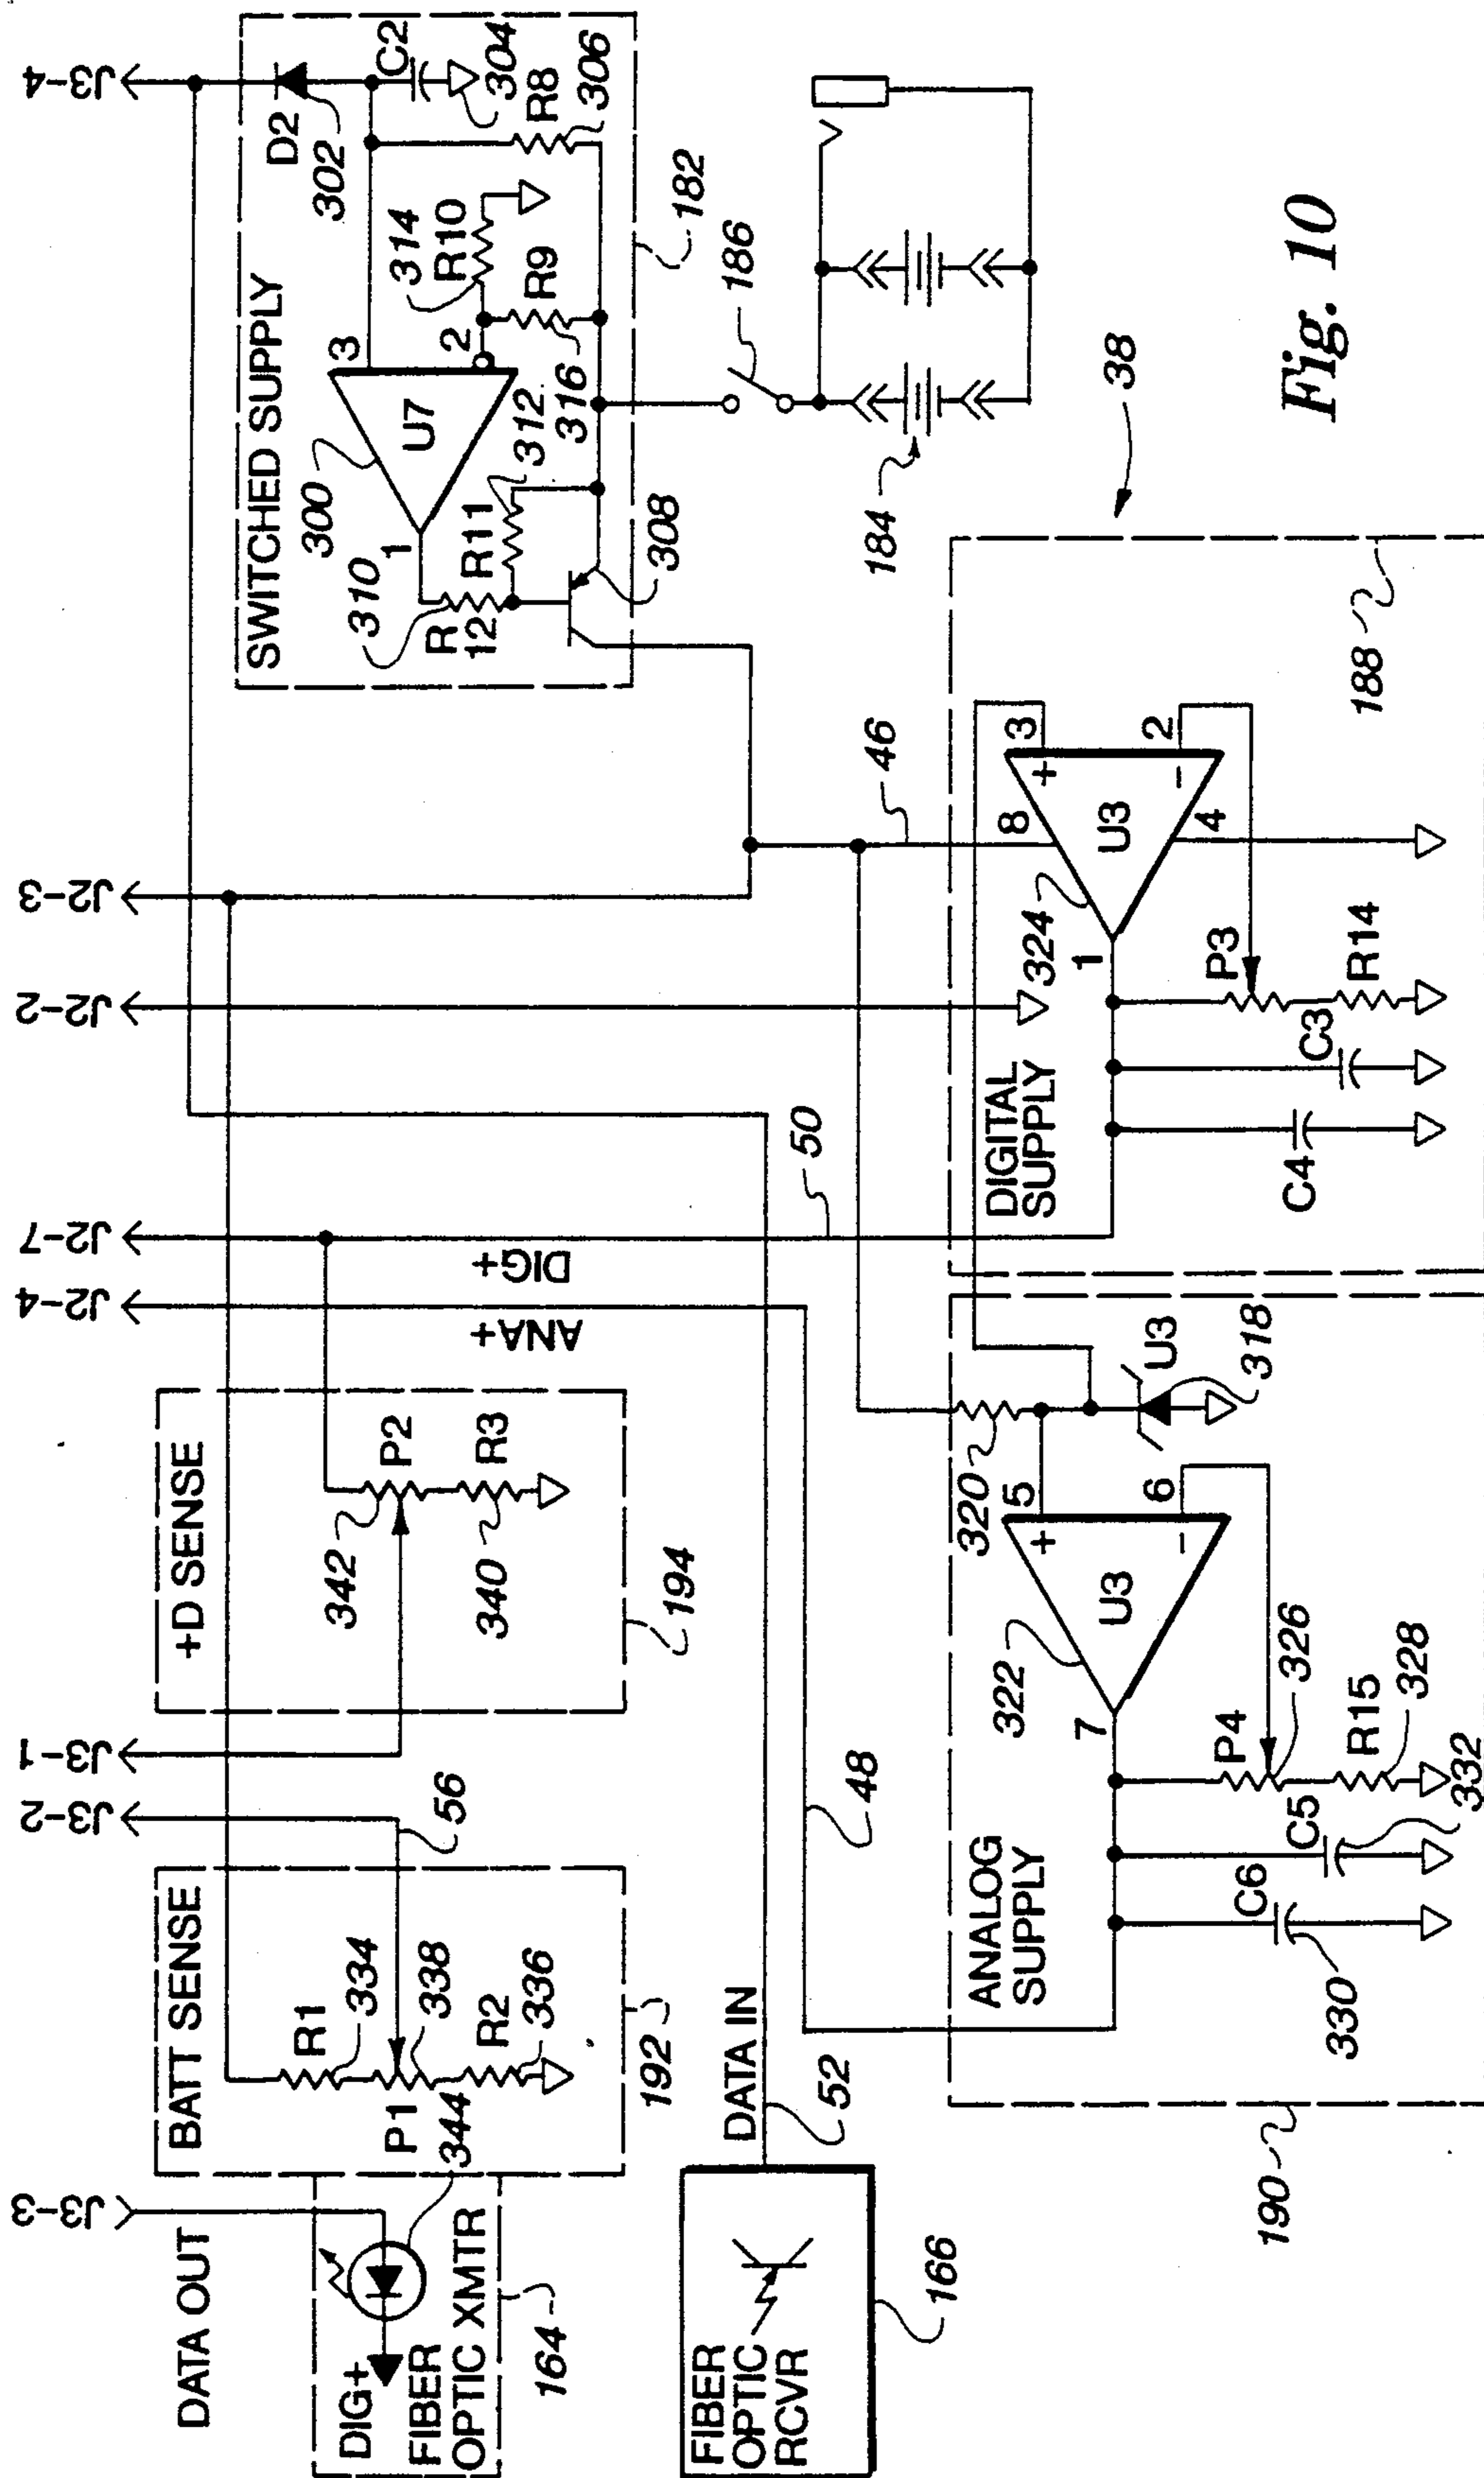 J3-3
J3-2
J3-1
J2-4
J2-7
J2-2
J2-3
J3-4
DATA OUT
DIG+
FIBER
OPTIC XMTR
164
344
BATT SENSE
R1
334
P1
338
R2
336
192
56
+D SENSE
P2
342
R3
340
194
ANA+
DIG+
50
SWITCHED SUPPLY
D2
302
C2
304
R8
306
3
2
1
U7
300
314
R10
R9
316
312
R11
310
R
12
308
182
186
184
38
FIBER
OPTIC
RCVR
166
DATA IN
52
48
46
ANALOG
SUPPLY
320
5
+
6
-
U3
322
7
U3
318
P4
326
R15
328
C5
332
C6
330
190
DIGITAL
SUPPLY
324
3
+
2
-
8
U3
4
1
P3
R14
C3
C4
188
Fig. 10